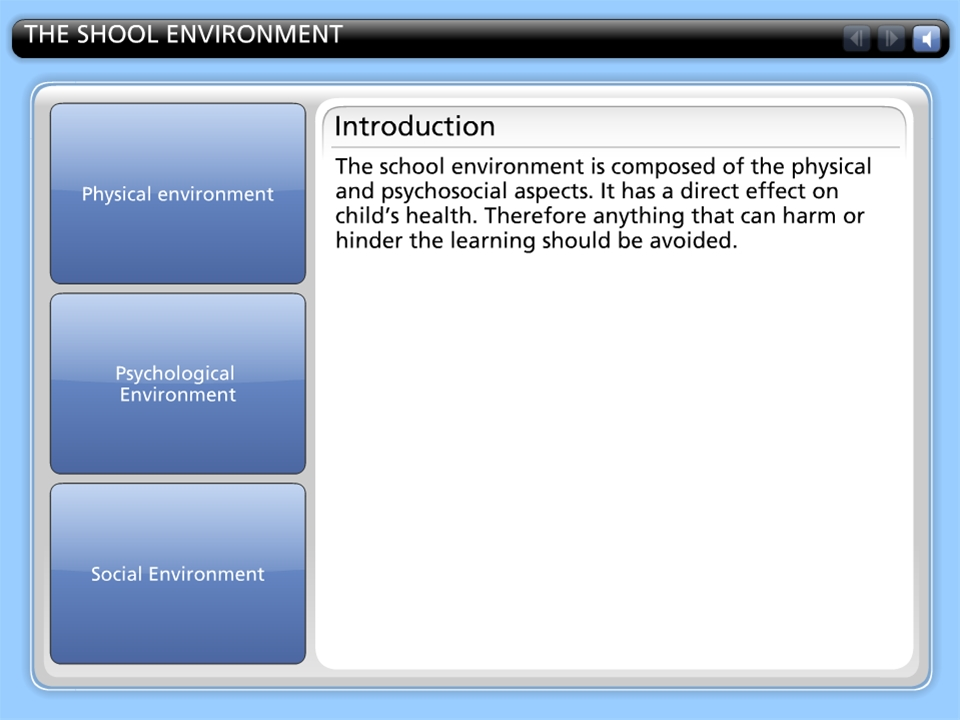 THE SHOOL ENVIRONMENT
Physical environment
Psychological
Environment
Social Environment
Introduction
The school environment is composed of the physical
and psychosocial aspects. It has a direct effect on
child’s health. Therefore anything that can harm or
hinder the learning should be avoided.